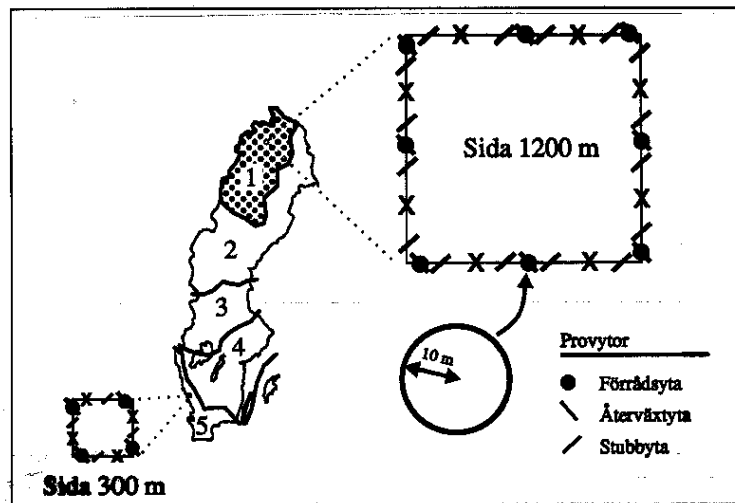 Sida 1200 m
1
2
3
4
5
10 m
Provytor
Förrådsyta
Återväxtyta
Stubbyta
Sida 300 m